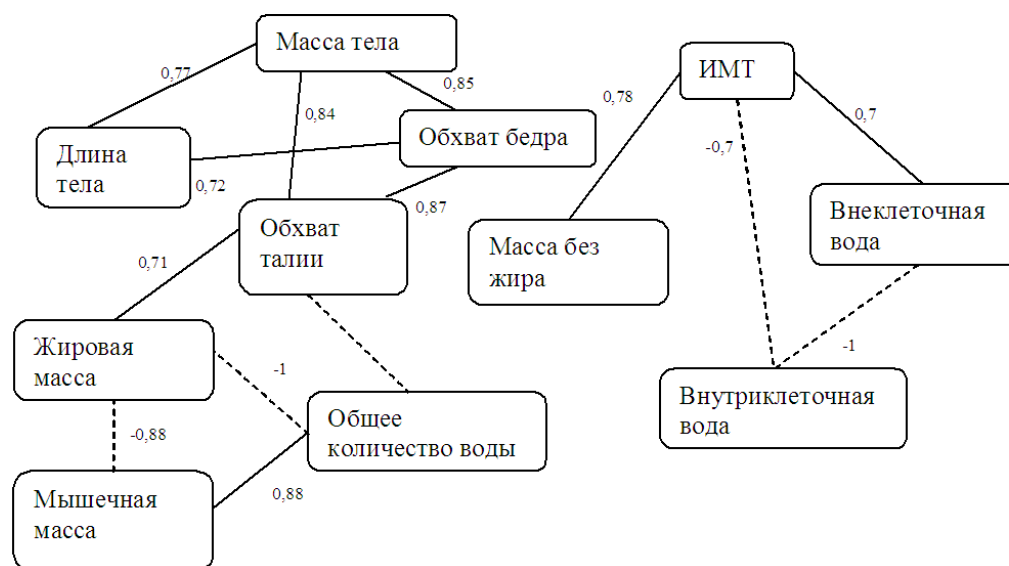 Масса тела
ИМТ
0,77
0,85
0,78
0,84
0,7
Обхват бедра
-0,7
Длина
тела
0,72
0,87
Обхват
талии
Масса без
жира
Внеклеточная
вода
0,71
Жировая
масса
-1
-1
Внутриклеточная
вода
Общее
количество воды
-0,88
Мышечная
масса
0,88